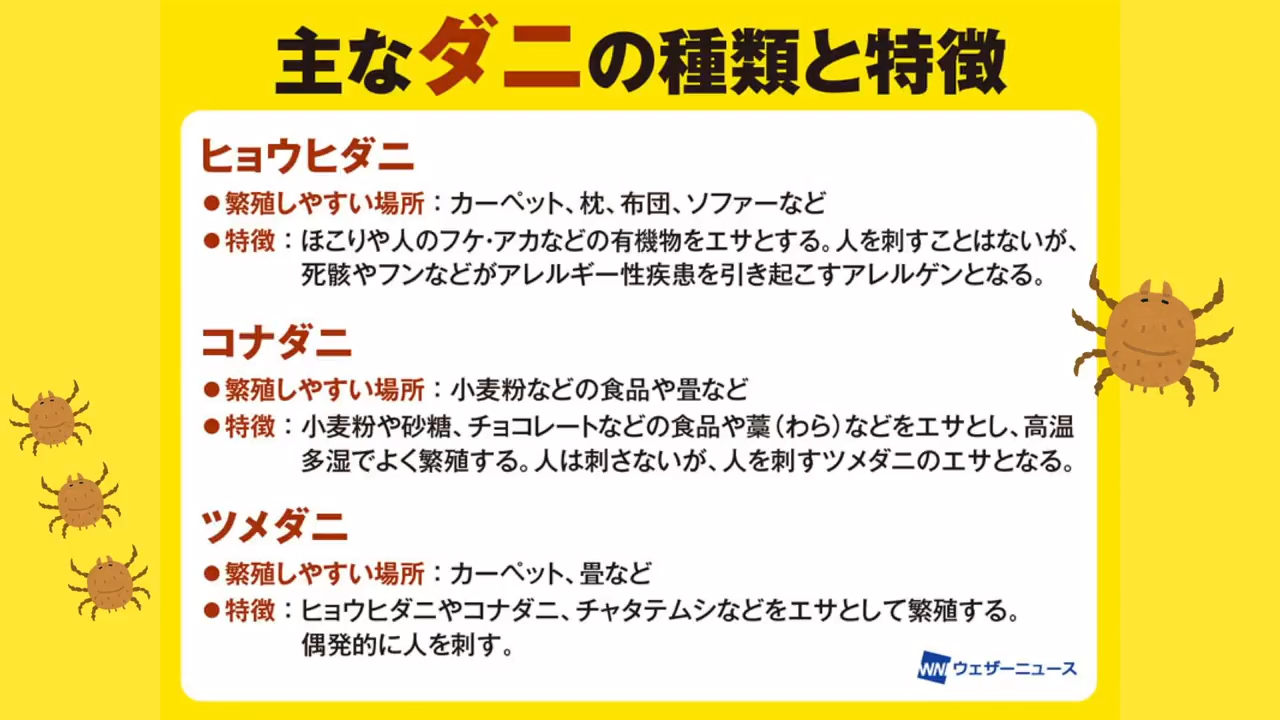 主なダニの種類と特徴
ヒョウヒダニ
●繁殖しやすい場所：カーペット、枕、布団、ソファーなど
●特徴：ほこりや人のフケ・アカなどの有機物をエサとする。人を刺すことはないが、
死骸やフンなどがアレルギー性疾患を引き起こすアレルゲンとなる。
コナダニ
●繁殖しやすい場所：小麦粉などの食品や畳など
●特徴：小麦粉や砂糖、チョコレートなどの食品や藁（わら）などをエサとし、高温
多湿でよく繁殖する。人は刺さないが、人を刺すツメダニのエサとなる。
ツメダニ
●繁殖しやすい場所：カーペット、畳など
●特徴：ヒョウヒダニやコナダニ、チャタテムシなどをエサとして繁殖する。
偶発的に人を刺す。
WN ウェザーニュース